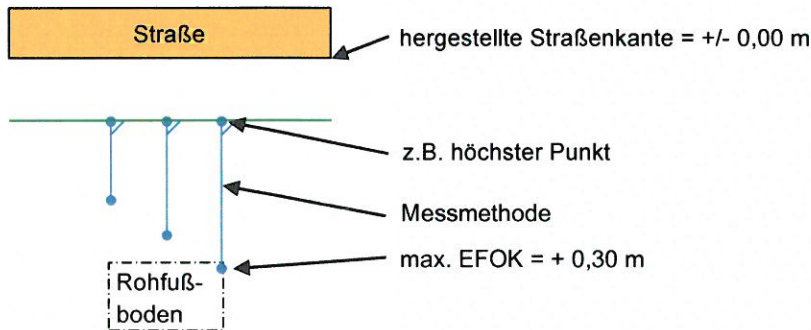 Straße
hergestellte Straßenkante = +/- 0,00 m
z.B. höchster Punkt
Messmethode
max. EFOK = + 0,30 m
Rohfuß-
boden